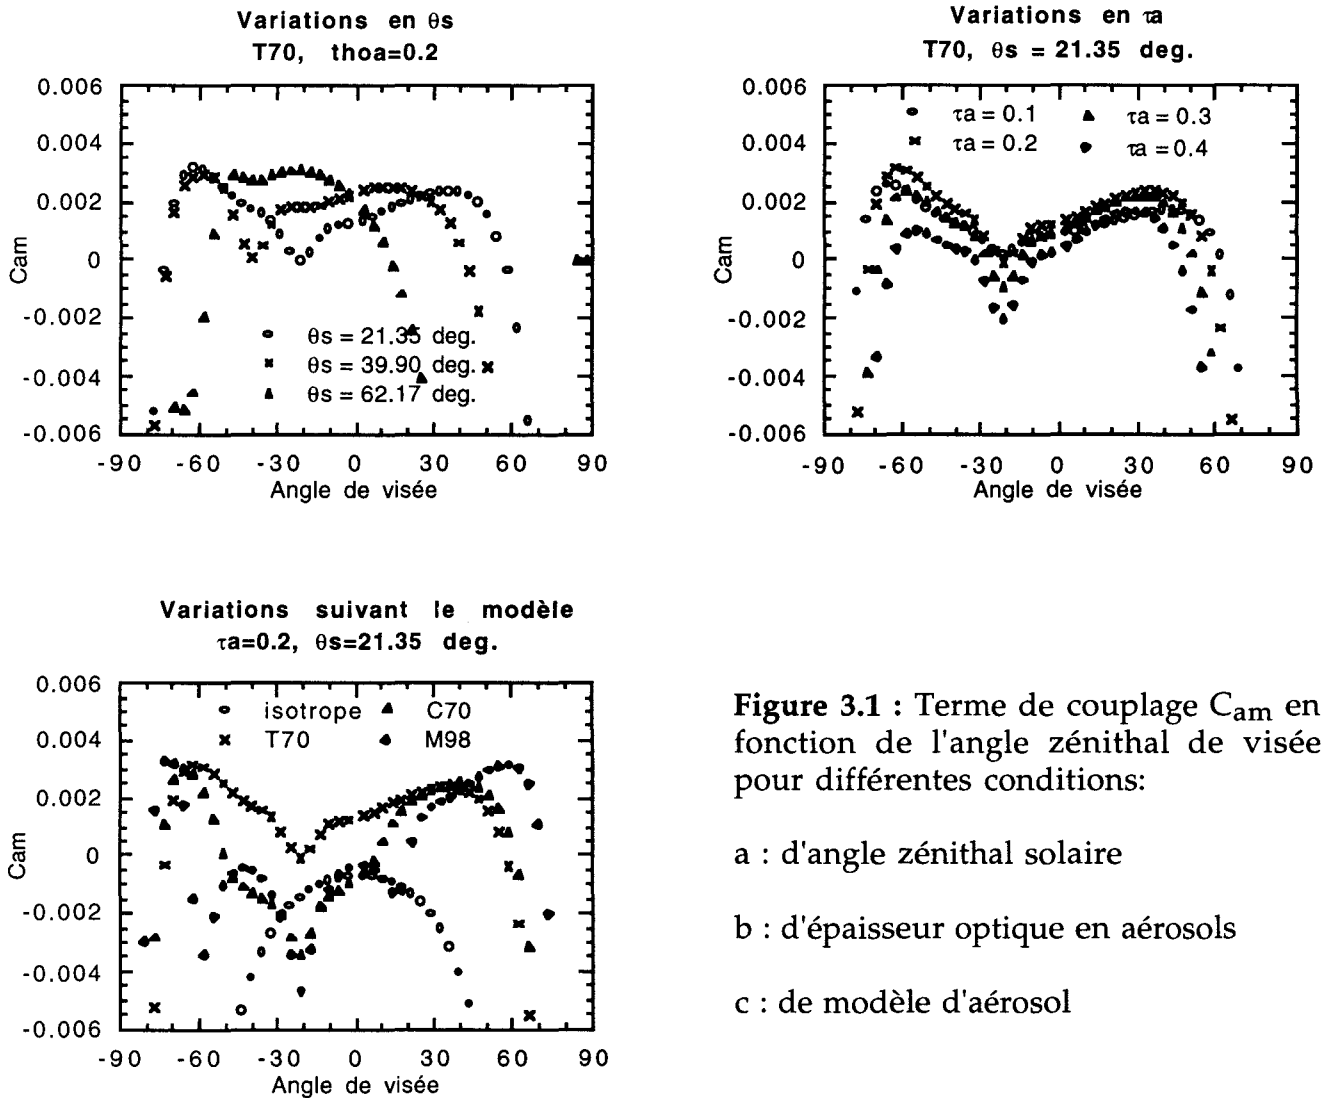 Variations en θs
T70, thoa=0.2
0.006
0.004
0.002
0
-0.002
-0.004
-0.006
Cam
θs = 21.35 deg.
θs = 39.90 deg.
θs = 62.17 deg.
-90 -60 -30 0 30 60 90
Angle de visée
Variations en τa
T70, θs = 21.35 deg.
0.006
0.004
0.002
0
-0.002
-0.004
-0.006
Cam
τa = 0.1 τa = 0.3
τa = 0.2 τa = 0.4
-90 -60 -30 0 30 60 90
Angle de visée
Variations suivant le modèle
τa=0.2, θs=21.35 deg.
0.006
0.004
0.002
0
-0.002
-0.004
-0.006
Cam
isotrope C70
T70 M98
-90 -60 -30 0 30 60 90
Angle de visée
Figure 3.1 : Terme de couplage Cam en
fonction de l'angle zénithal de visée
pour différentes conditions:
a : d'angle zénithal solaire
b : d'épaisseur optique en aérosols
c : de modèle d'aérosol